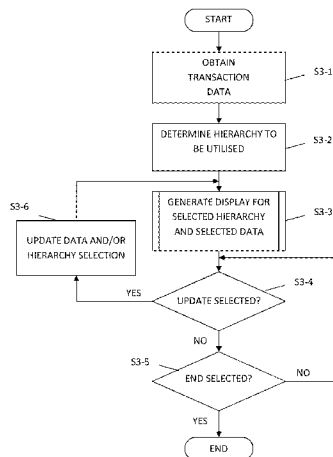 START
OBTAIN
TRANSACTION
DATA
S3-1
DETERMINE HIERARCHY TO
BE UTILISED
S3-2
S3-6
GENERATE DISPLAY FOR
SELECTED HIERARCHY
AND SELECTED DATA
S3-3
UPDATE DATA AND/OR
HIERARCHY SELECTION
S3-4
YES
UPDATE SELECTED?
NO
S3-5
END SELECTED?
NO
YES
END